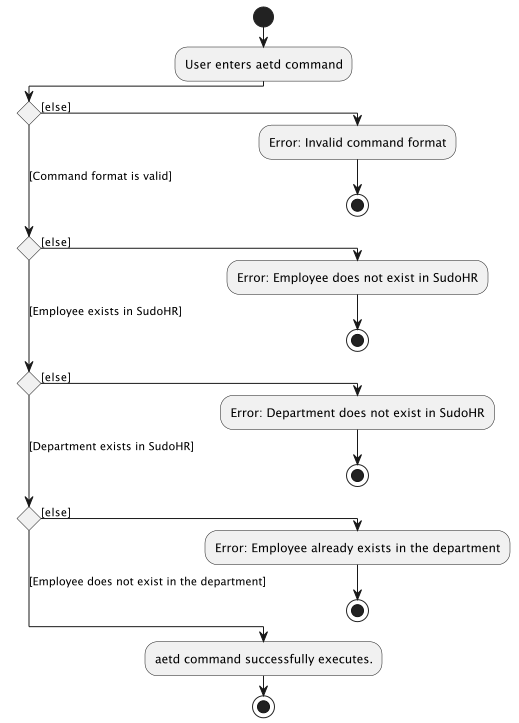 User enters aetd command
[else]
Error: Invalid command format
[Command format is valid]
[else]
Error: Employee does not exist in SudoHR
[Employee exists in SudoHR]
[else]
Error: Department does not exist in SudoHR
[Department exists in SudoHR]
[else]
Error: Employee already exists in the department
[Employee does not exist in the department]
aetd command successfully executes.